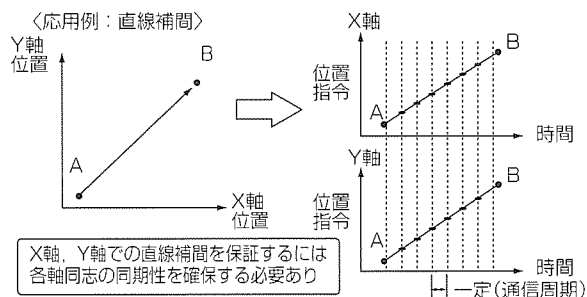 〈応用例：直線補間〉
Y軸
位置
B
A
X軸
位置
X軸，Y軸での直線補間を保証するには
各軸同志の同期性を確保する必要あり
X軸
位置
指令
A
B
時間
Y軸
位置
指令
A
B
時間
一定(通信周期)